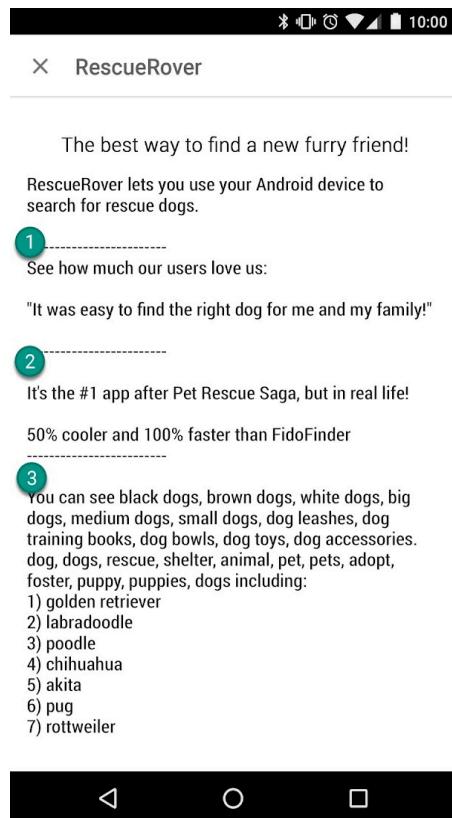 10:00
RescueRover
The best way to find a new furry friend!
RescueRover lets you use your Android device to
search for rescue dogs.
1
-----------------------
See how much our users love us:
"It was easy to find the right dog for me and my family!"
2
-----------------------
It's the #1 app after Pet Rescue Saga, but in real life!
50% cooler and 100% faster than FidoFinder
-------------------------
3
You can see black dogs, brown dogs, white dogs, big
dogs, medium dogs, small dogs, dog leashes, dog
training books, dog bowls, dog toys, dog accessories.
dog, dogs, rescue, shelter, animal, pet, pets, adopt,
foster, puppy, puppies, dogs including:
1) golden retriever
2) labradoodle
3) poodle
4) chihuahua
5) akita
6) pug
7) rottweiler